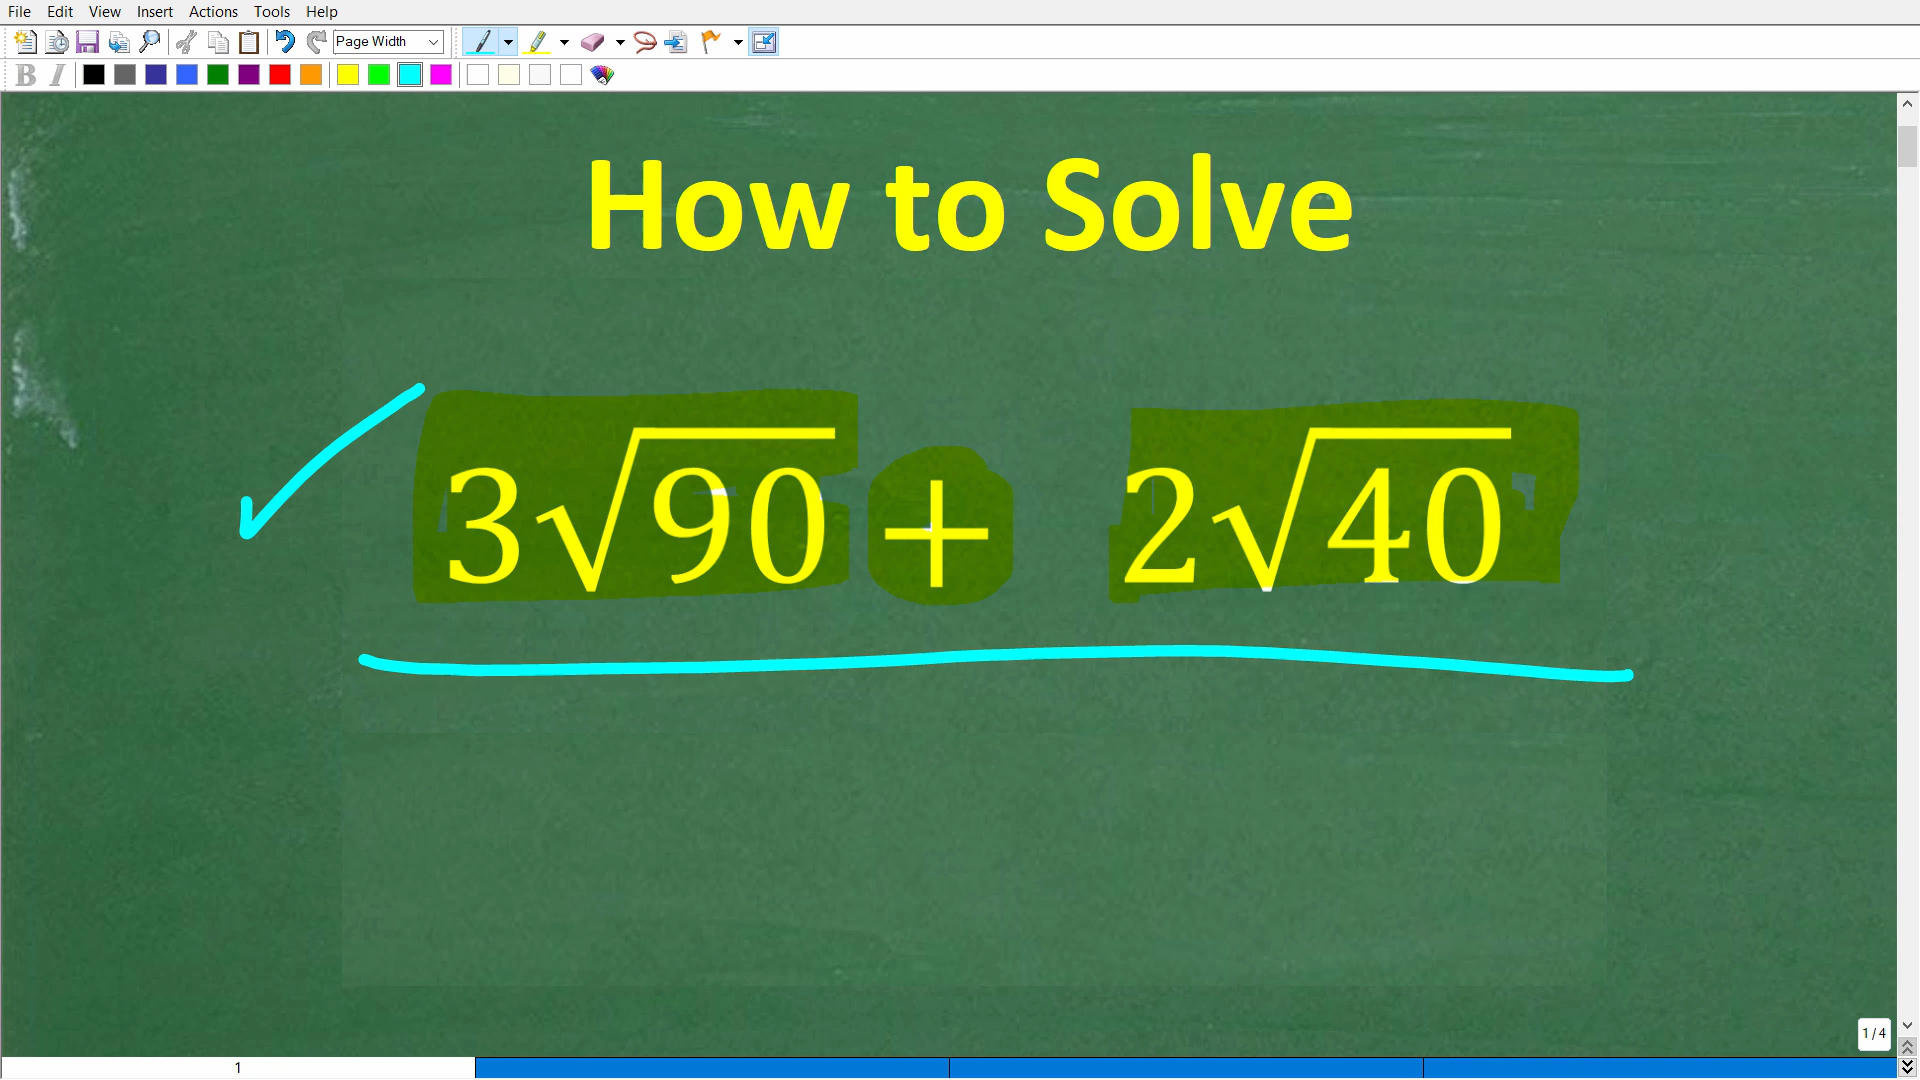 File Edit View Insert Actions Tools Help
Page Width
B I
How to Solve
3√90 + 2√40
1 / 4
1